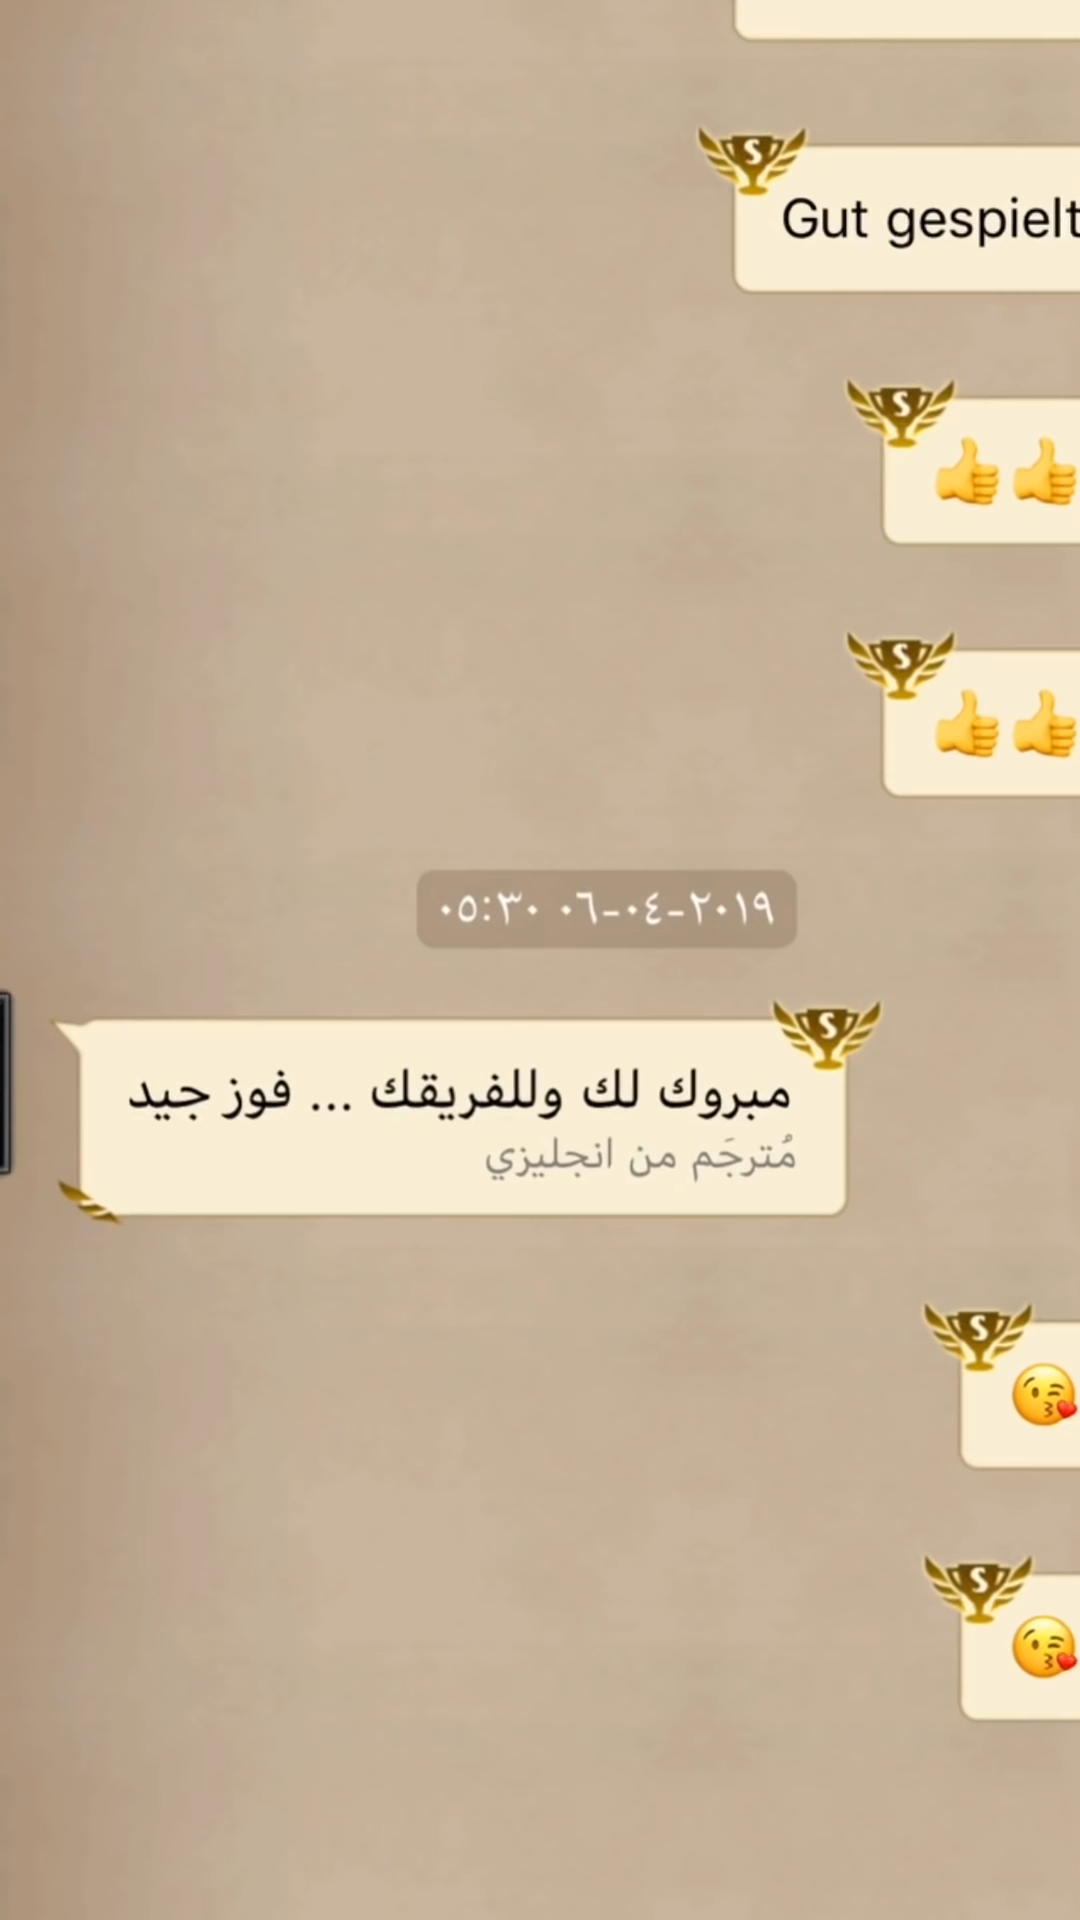 Gut gespielt
👍👍
👍👍
٢٠١٩-٠٤-٠٦ ٠٥:٣٠
مبروك لك وللفريقك ... فوز جيد
مُترجَم من انجليزي
😘
😘